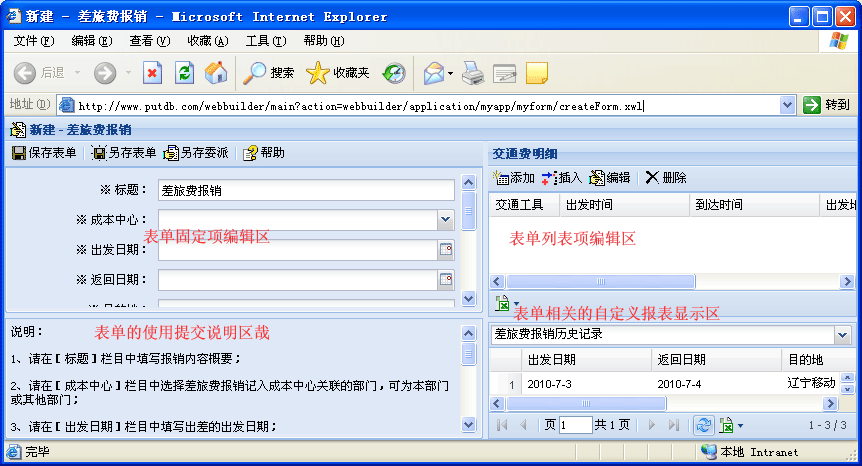 新建 - 差旅费报销 - Microsoft Internet Explorer
文件(F) 编辑(E) 查看(V) 收藏(A) 工具(T) 帮助(H)
后退 搜索 收藏夹
地址(D) http://www.putdb.com/webbuilder/main?action=webbuilder/application/myapp/myform/createForm.xwl 转到
新建 - 差旅费报销
保存表单 另存表单 另存委派 帮助
※ 标题： 差旅费报销
※ 成本中心：
表单固定项编辑区
※ 出发日期：
※ 返回日期：
说明：
表单的使用提交说明区哉
1、请在[ 标题 ]栏目中填写报销内容概要；
2、请在[ 成本中心 ]栏目中选择差旅费报销记入成本中心关联的部门，可为本部门
或其他部门；
3、请在[ 出发日期 ]栏目中填写出差的出发日期；
交通费明细
添加 插入 编辑 删除
交通工具 出发时间 到达时间 出发地
表单列表项编辑区
表单相关的自定义报表显示区
差旅费报销历史记录
出发日期 返回日期 目的地
1 2010-7-3 2010-7-4 辽宁移动
页 1 共 1 页 1 - 3 / 3
完毕 本地 Intranet